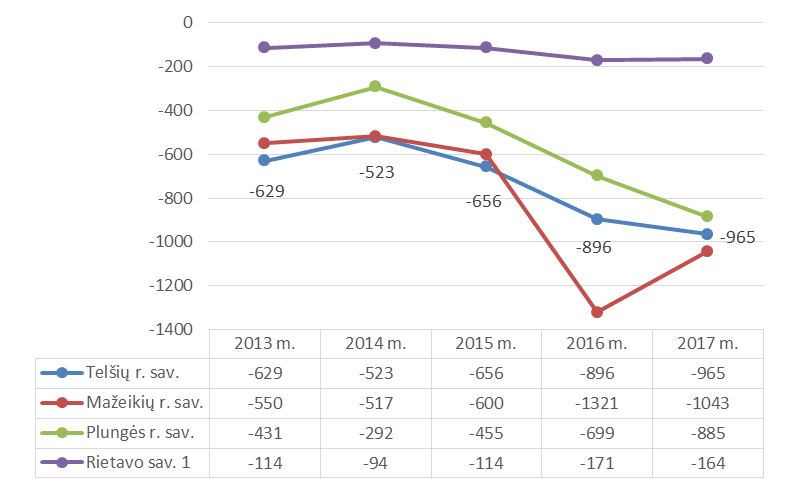 0
-200
-400
-600
-800
-1000
-1200
-1400
-629
-523
-656
-896
-965
2013 m. 2014 m. 2015 m. 2016 m. 2017 m.
Telšių r. sav. -629 -523 -656 -896 -965
Mažeikių r. sav. -550 -517 -600 -1321 -1043
Plungės r. sav. -431 -292 -455 -699 -885
Rietavo sav. 1 -114 -94 -114 -171 -164